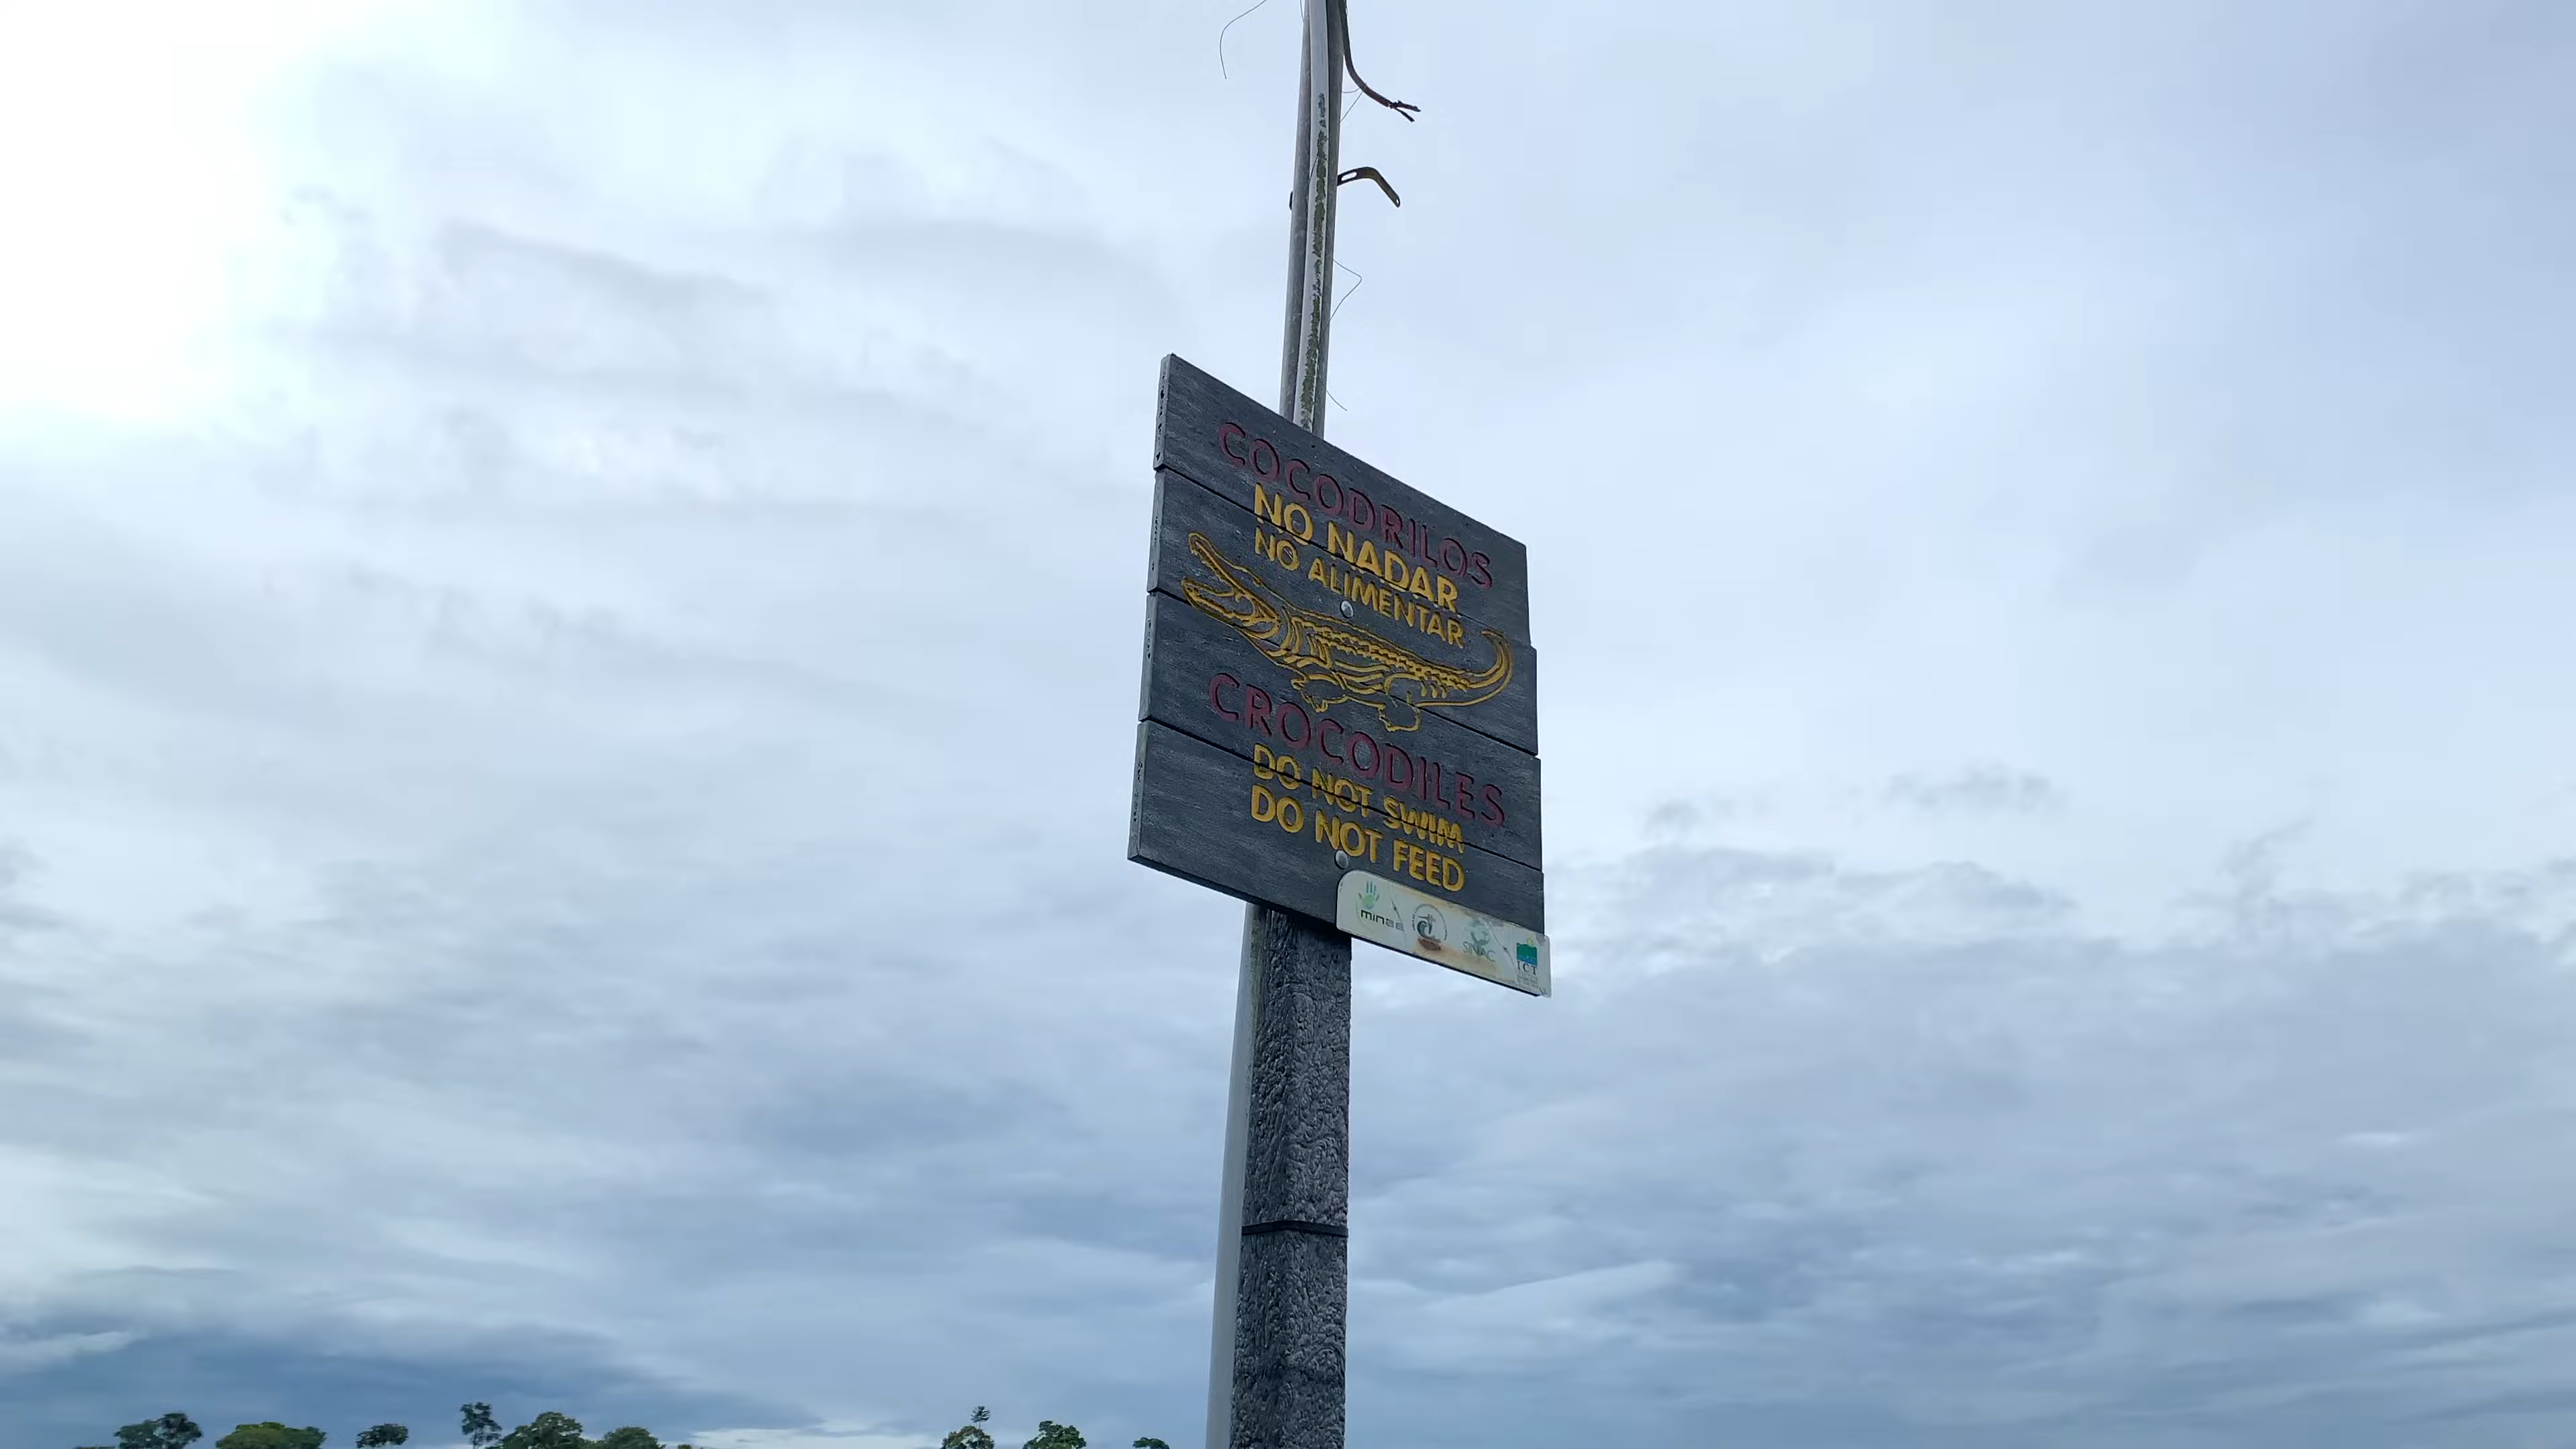 COCODRILOS
NO NADAR
NO ALIMENTAR
CROCODILES
DO NOT SWIM
DO NOT FEED
minae
SINAC
ICT